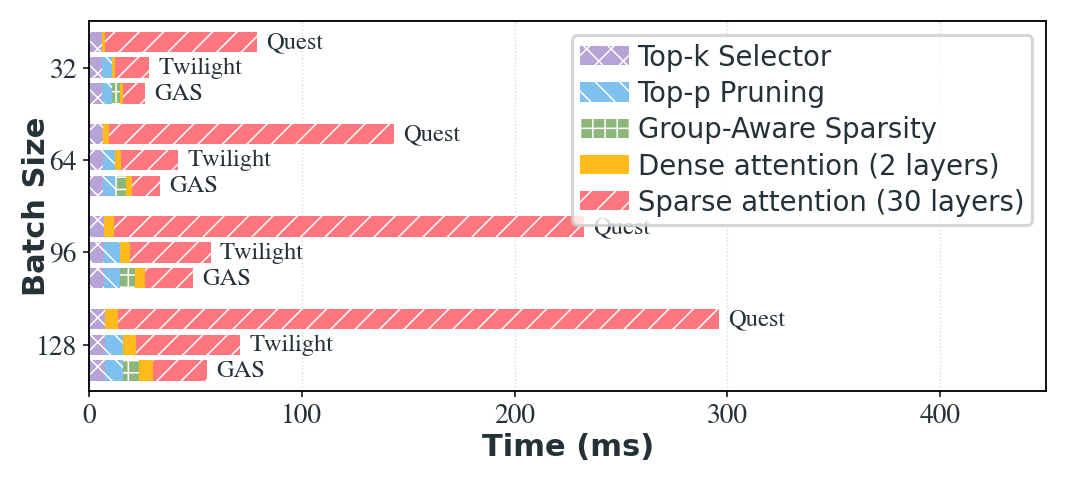 Quest
32
Twilight
GAS
Quest
64
Twilight
GAS
Quest
96
Twilight
GAS
Quest
128
Twilight
GAS
Top-k Selector
Top-p Pruning
Group-Aware Sparsity
Dense attention (2 layers)
Sparse attention (30 layers)
Batch Size
0 100 200 300 400
Time (ms)